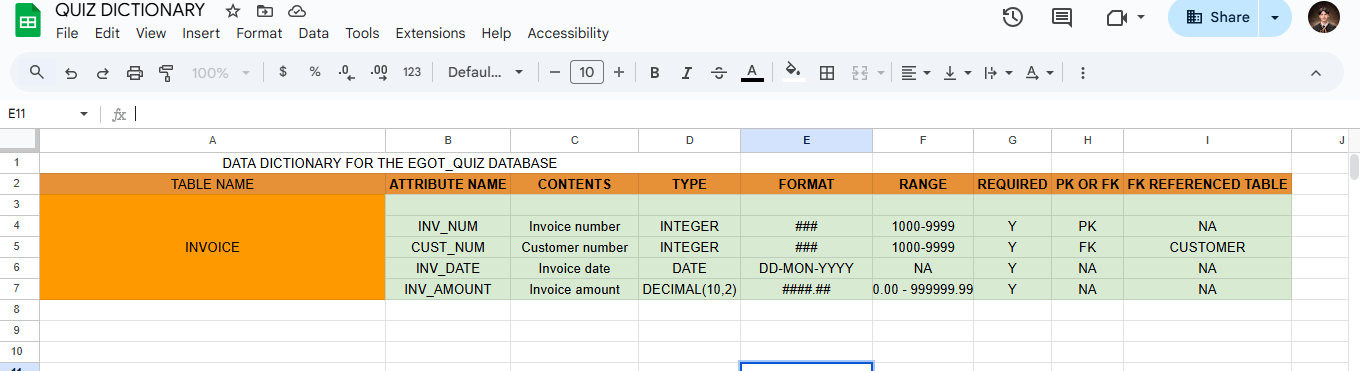 QUIZ DICTIONARY
File Edit View Insert Format Data Tools Extensions Help Accessibility
Share
100% $ % .0 .00 123 Defaul... − 10 + B I S A A
E11 fx
A B C D E F G H I J
1 DATA DICTIONARY FOR THE EGOT_QUIZ DATABASE
2 TABLE NAME ATTRIBUTE NAME CONTENTS TYPE FORMAT RANGE REQUIRED PK OR FK FK REFERENCED TABLE
3
4 INV_NUM Invoice number INTEGER ### 1000-9999 Y PK NA
5 INVOICE CUST_NUM Customer number INTEGER ### 1000-9999 Y FK CUSTOMER
6 INV_DATE Invoice date DATE DD-MON-YYYY NA Y NA NA
7 INV_AMOUNT Invoice amount DECIMAL(10,2) ####.## 0.00 - 999999.99 Y NA NA
8
9
10
11